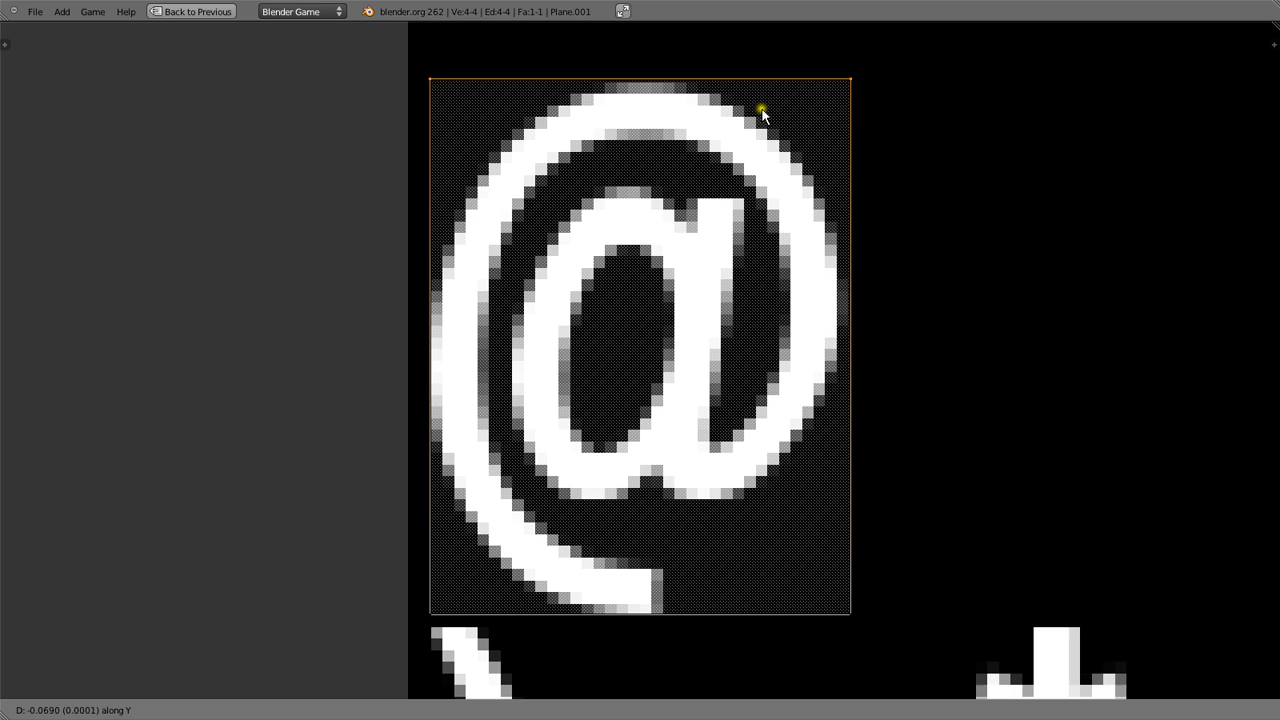 File Add Game Help Back to Previous Blender Game blender.org 262 | Ve:4-4 | Ed:4-4 | Fa:1-1 | Plane.001
@
D: -0.0690 (0.0001) along Y